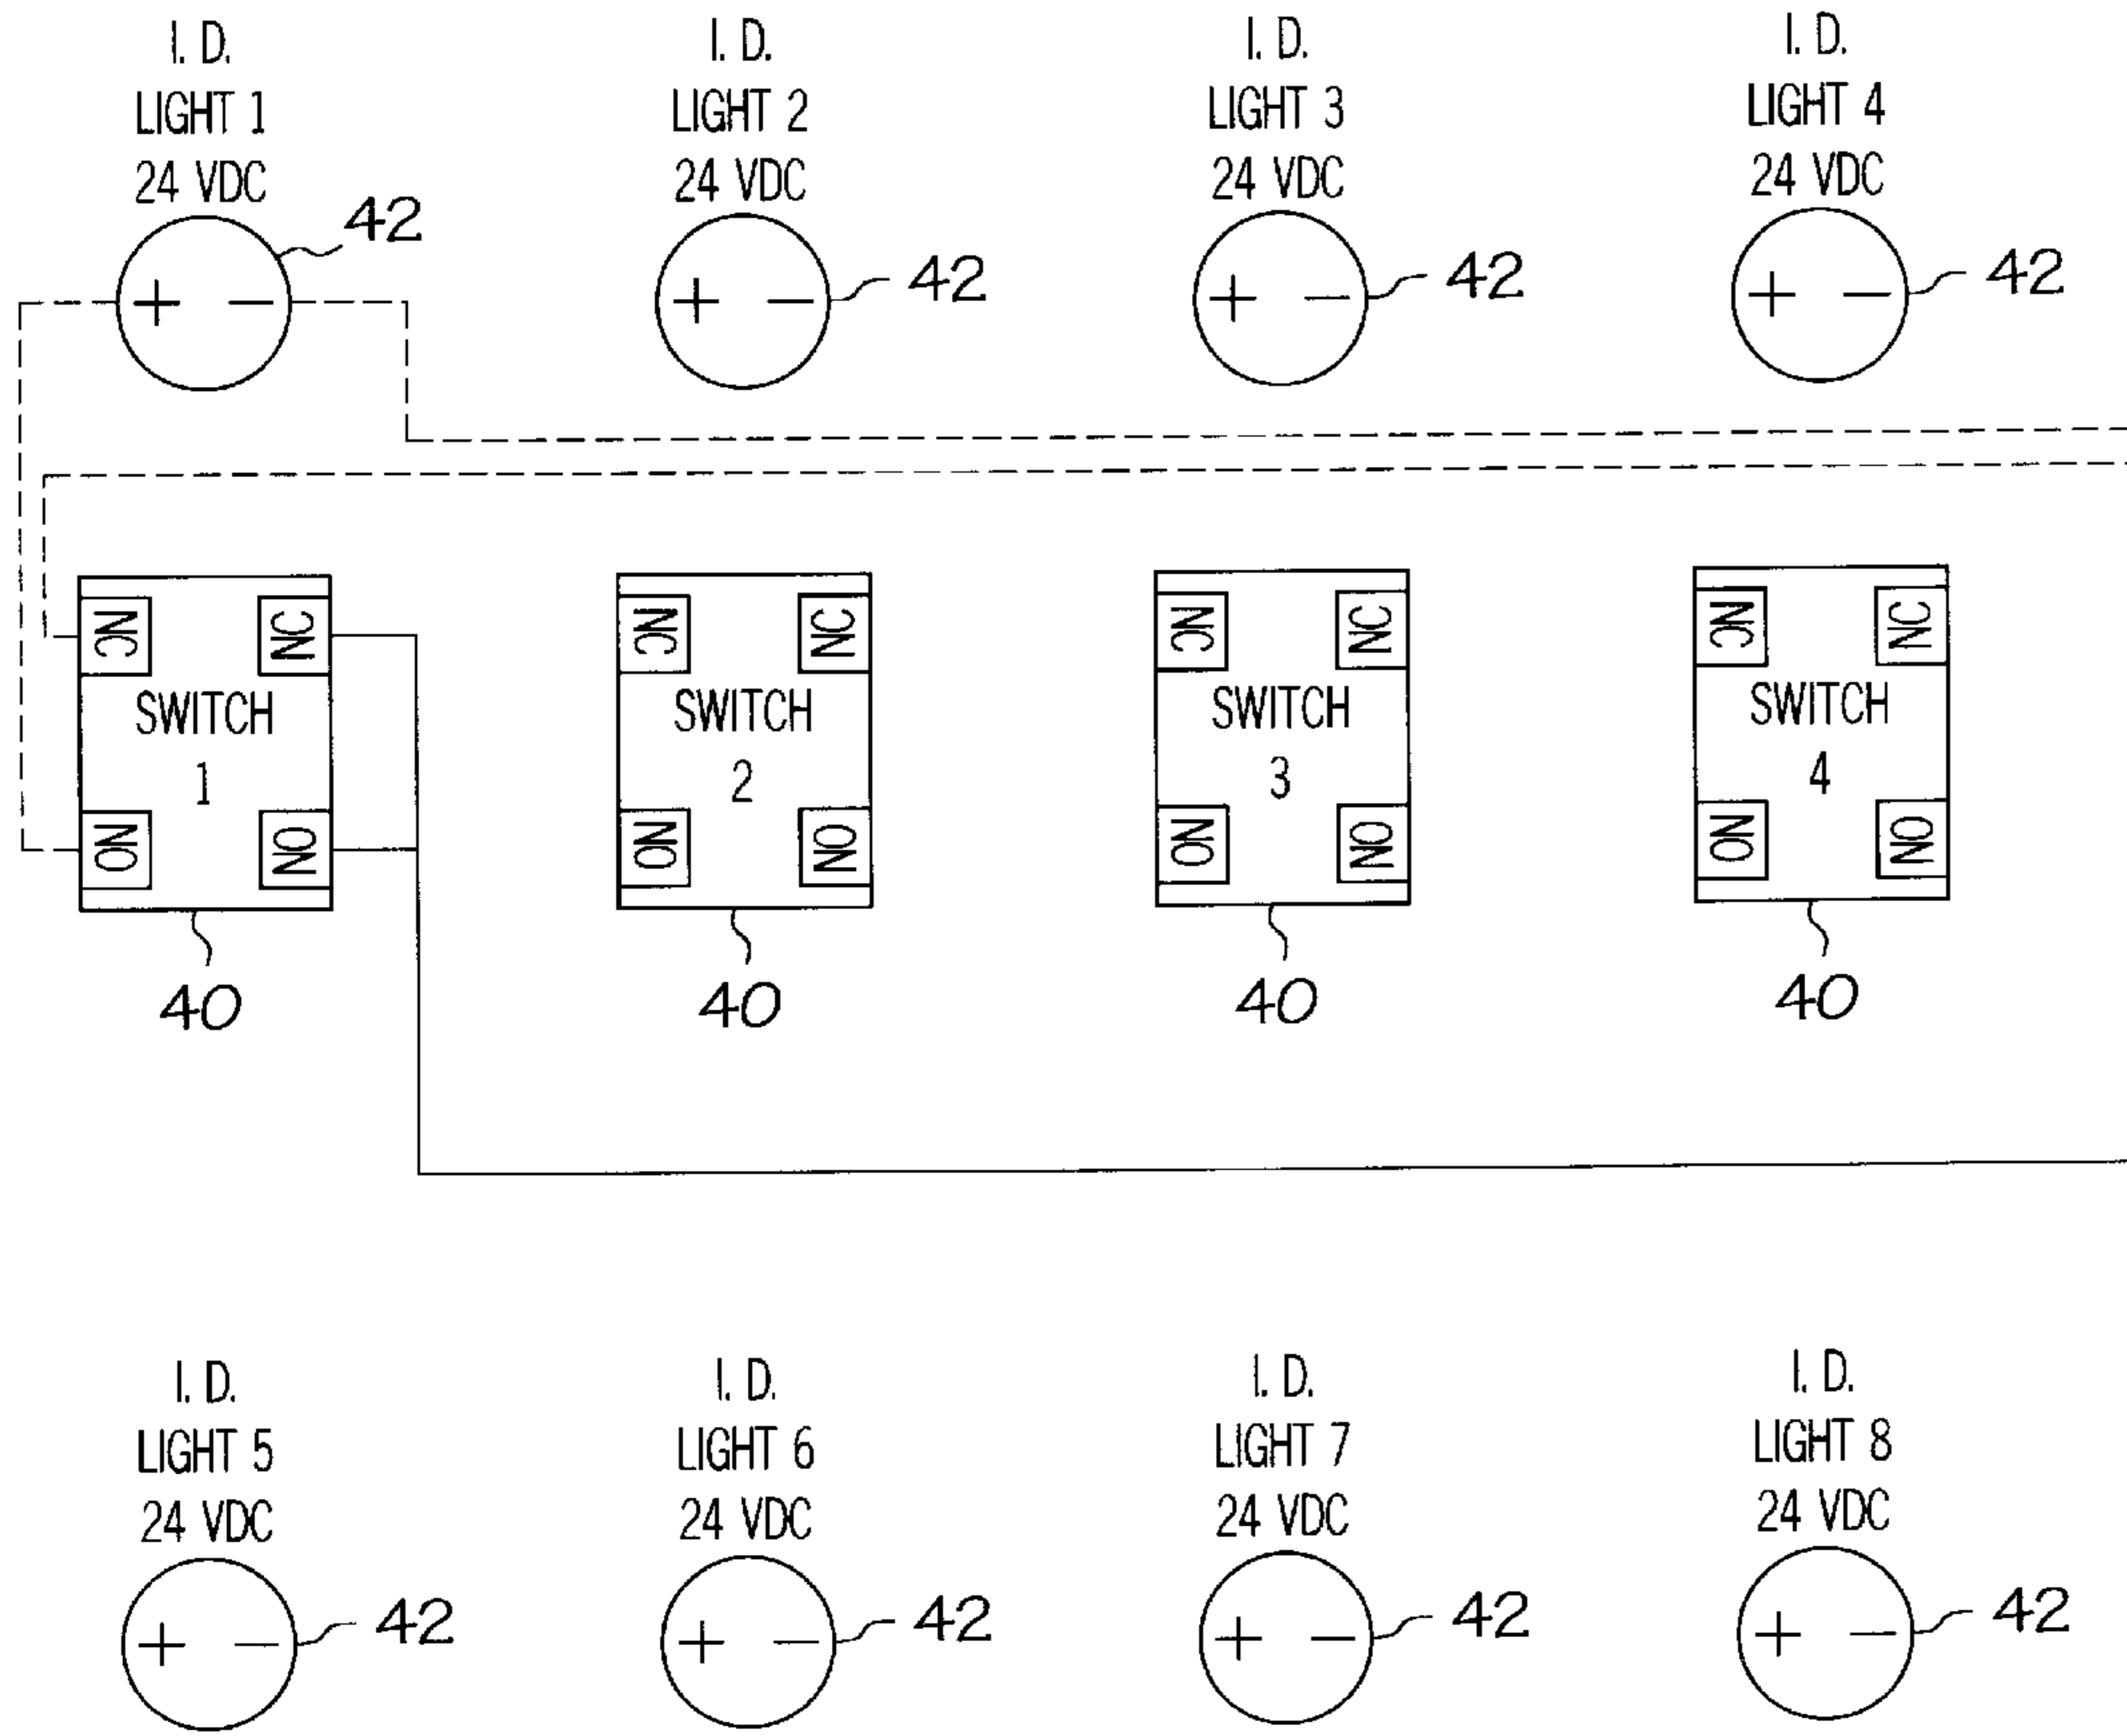 I. D.
LIGHT 1
24 VDC
+ −
42
I. D.
LIGHT 2
24 VDC
+ −
42
I. D.
LIGHT 3
24 VDC
+ −
42
I. D.
LIGHT 4
24 VDC
+ −
42
NC NC
SWITCH
1
NO NO
40
NC NC
SWITCH
2
NO NO
40
NC NC
SWITCH
3
NO NO
40
NC NC
SWITCH
4
NO NO
40
I. D.
LIGHT 5
24 VDC
+ −
42
I. D.
LIGHT 6
24 VDC
+ −
42
I. D.
LIGHT 7
24 VDC
+ −
42
I. D.
LIGHT 8
24 VDC
+ −
42